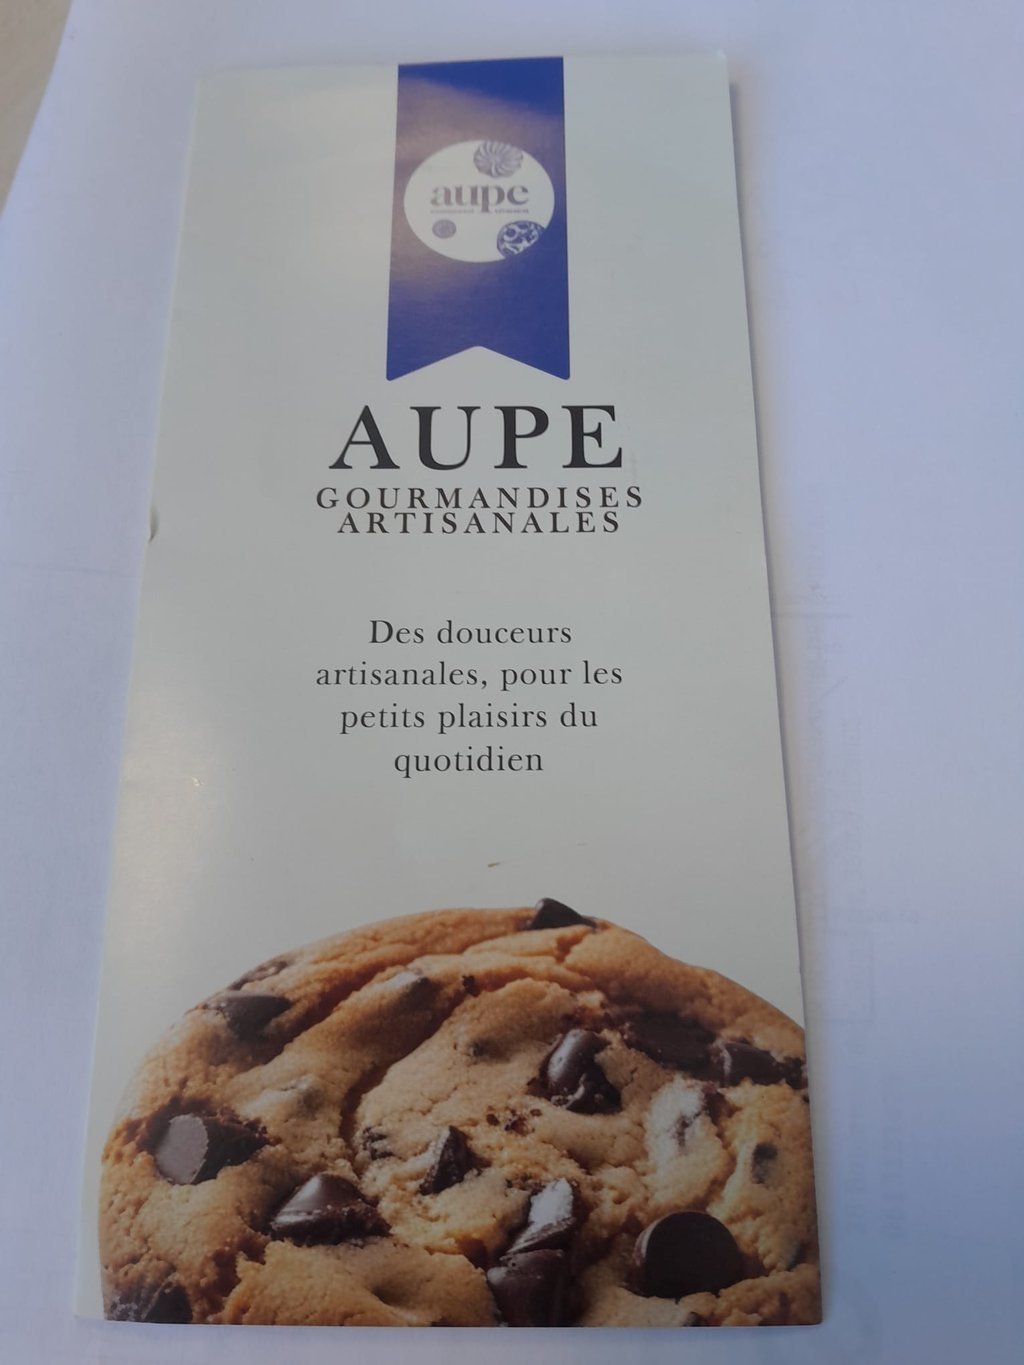 aupe
AUPE
GOURMANDISES
ARTISANALES
Des douceurs
artisanales, pour les
petits plaisirs du
quotidien